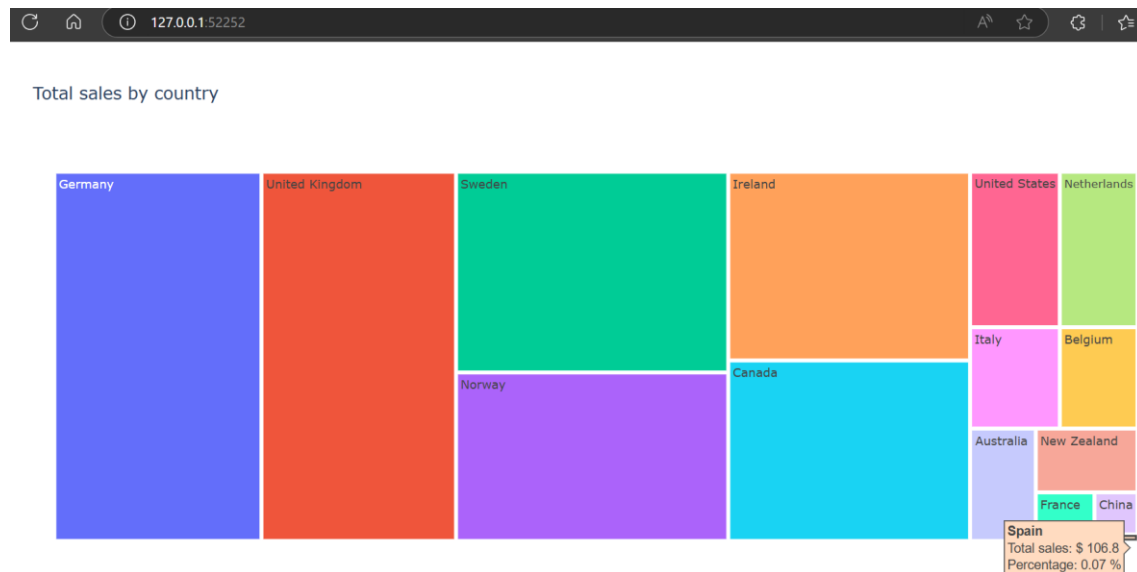 127.0.0.1:52252
Total sales by country
Germany
United Kingdom
Sweden
Ireland
United States
Netherlands
Italy
Belgium
Norway
Canada
Australia
New Zealand
France
China
Spain
Total sales: $ 106.8
Percentage: 0.07 %